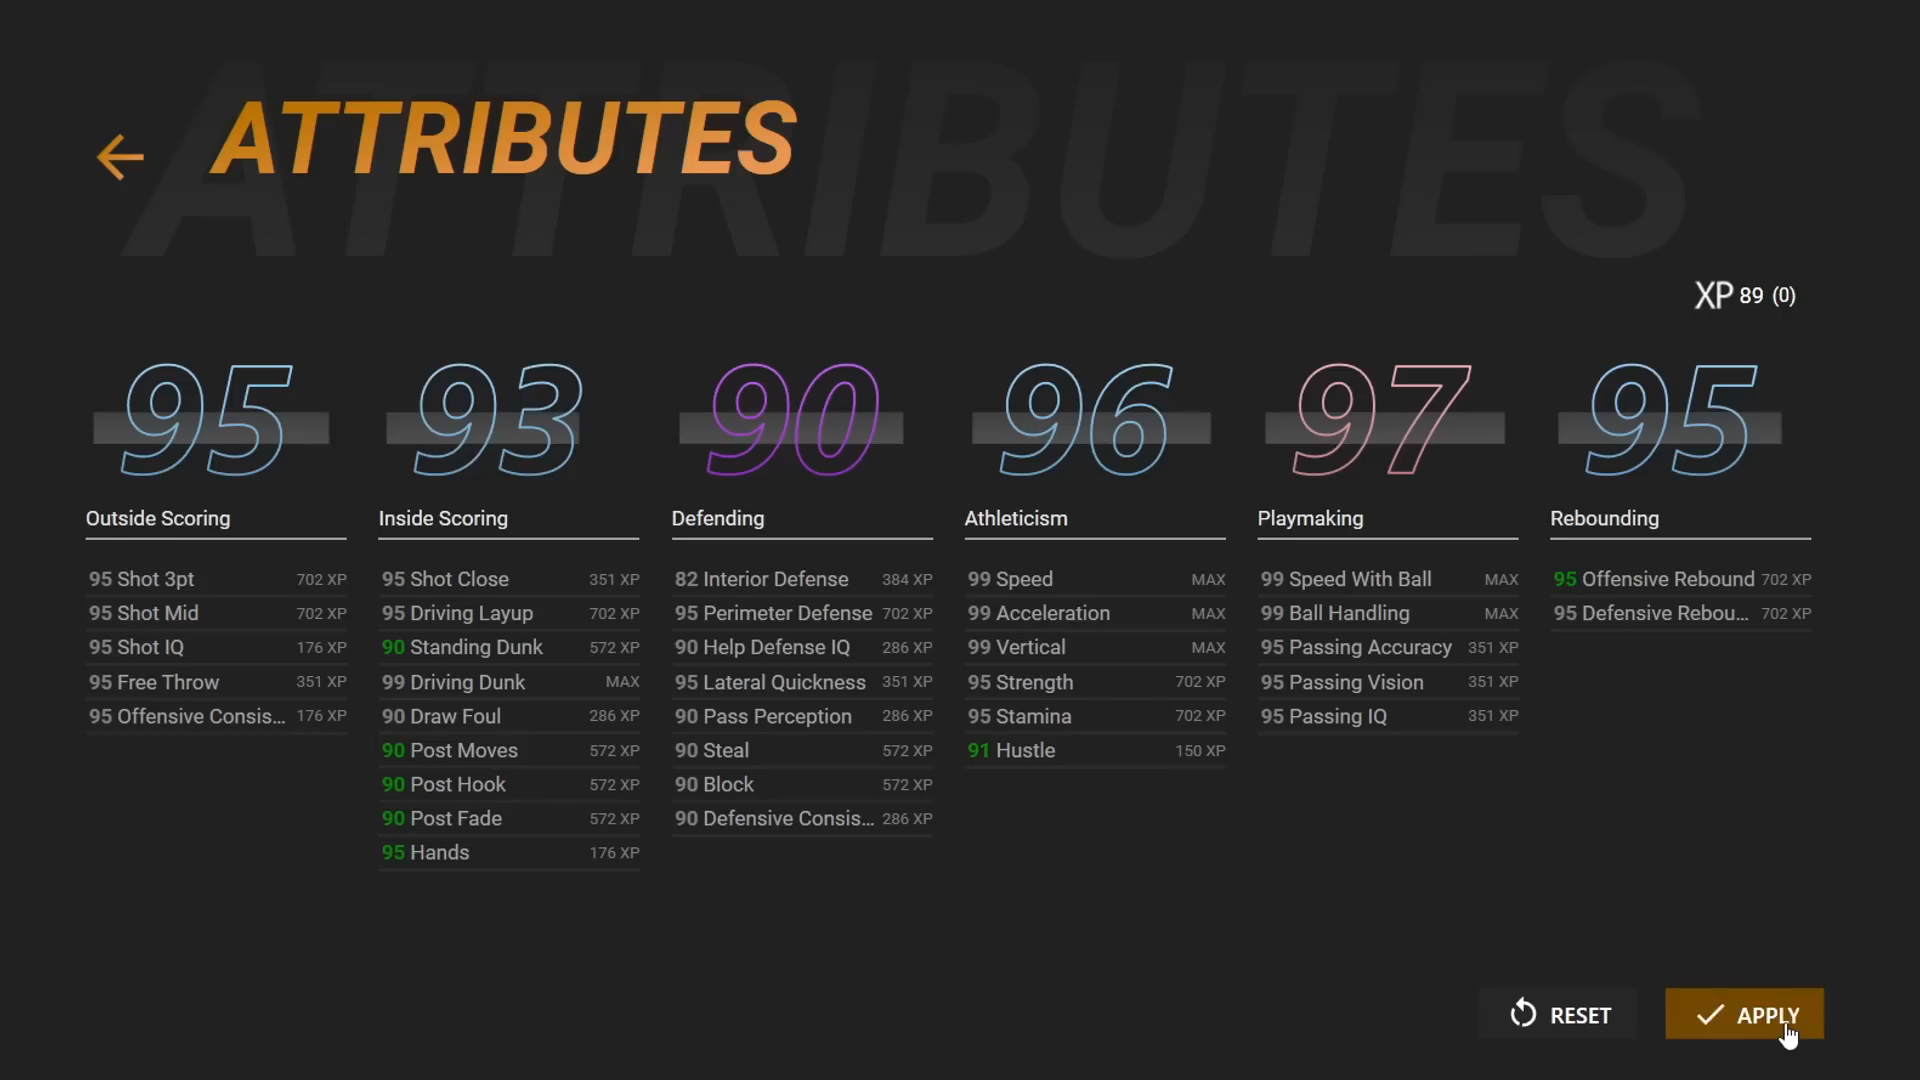 ATTRIBUTES
ATTRIBUTES
XP 89 (0)
95 93 90 96 97 95
Outside Scoring
95 Shot 3pt 702 XP
95 Shot Mid 702 XP
95 Shot IQ 176 XP
95 Free Throw 351 XP
95 Offensive Consis... 176 XP
Inside Scoring
95 Shot Close 351 XP
95 Driving Layup 702 XP
90 Standing Dunk 572 XP
99 Driving Dunk MAX
90 Draw Foul 286 XP
90 Post Moves 572 XP
90 Post Hook 572 XP
90 Post Fade 572 XP
95 Hands 176 XP
Defending
82 Interior Defense 384 XP
95 Perimeter Defense 702 XP
90 Help Defense IQ 286 XP
95 Lateral Quickness 351 XP
90 Pass Perception 286 XP
90 Steal 572 XP
90 Block 572 XP
90 Defensive Consis... 286 XP
Athleticism
99 Speed MAX
99 Acceleration MAX
99 Vertical MAX
95 Strength 702 XP
95 Stamina 702 XP
91 Hustle 150 XP
Playmaking
99 Speed With Ball MAX
99 Ball Handling MAX
95 Passing Accuracy 351 XP
95 Passing Vision 351 XP
95 Passing IQ 351 XP
Rebounding
95 Offensive Rebound 702 XP
95 Defensive Rebou... 702 XP
RESET APPLY